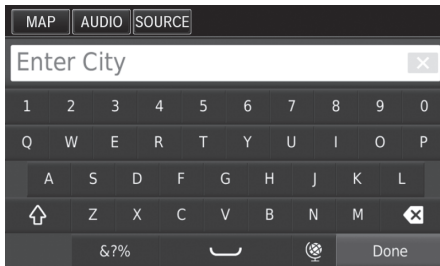 MAP AUDIO SOURCE
Enter City
1 2 3 4 5 6 7 8 9 0
Q W E R T Y U I O P
A S D F G H J K L
Z X C V B N M
&?% Done